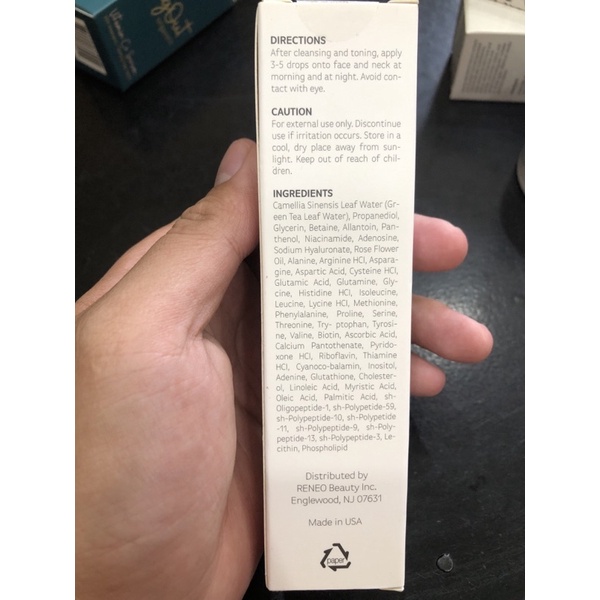 DIRECTIONS
After cleansing and toning, apply
3-5 drops onto face and neck at
morning and at night. Avoid con-
tact with eye.
CAUTION
For external use only. Discontinue
use if irritation occurs. Store in a
cool, dry place away from sun-
light. Keep out of reach of chil-
dren.
INGREDIENTS
Camellia Sinensis Leaf Water (Gr-
een Tea Leaf Water), Propanediol,
Glycerin, Betaine, Allantoin, Pan-
thenol, Niacinamide, Adenosine,
Sodium Hyaluronate, Rose Flower
Oil, Alanine, Arginine HCl, Aspara-
gine, Aspartic Acid, Cysteine HCl,
Glutamic Acid, Glutamine, Gly-
cine, Histidine HCl, Isoleucine,
Leucine, Lycine HCl, Methionine,
Phenylalanine, Proline, Serine,
Threonine, Try- ptophan, Tyrosi-
ne, Valine, Biotin, Ascorbic Acid,
Calcium Pantothenate, Pyrido-
xone HCl, Riboflavin, Thiamine
HCl, Cyanoco-balamin, Inositol,
Adenine, Glutathione, Cholester-
ol, Linoleic Acid, Myristic Acid,
Oleic Acid, Palmitic Acid, sh-
Oligopeptide-1, sh-Polypetide-59,
sh-Polypeptide-10, sh-Polypetide
-11, sh-Polypetide-9, sh-Poly-
peptide-13, sh-Polypetide-3, Le-
cithin, Phospholipid
Distributed by
RENEO Beauty Inc.
Englewood, NJ 07631
Made in USA
paper